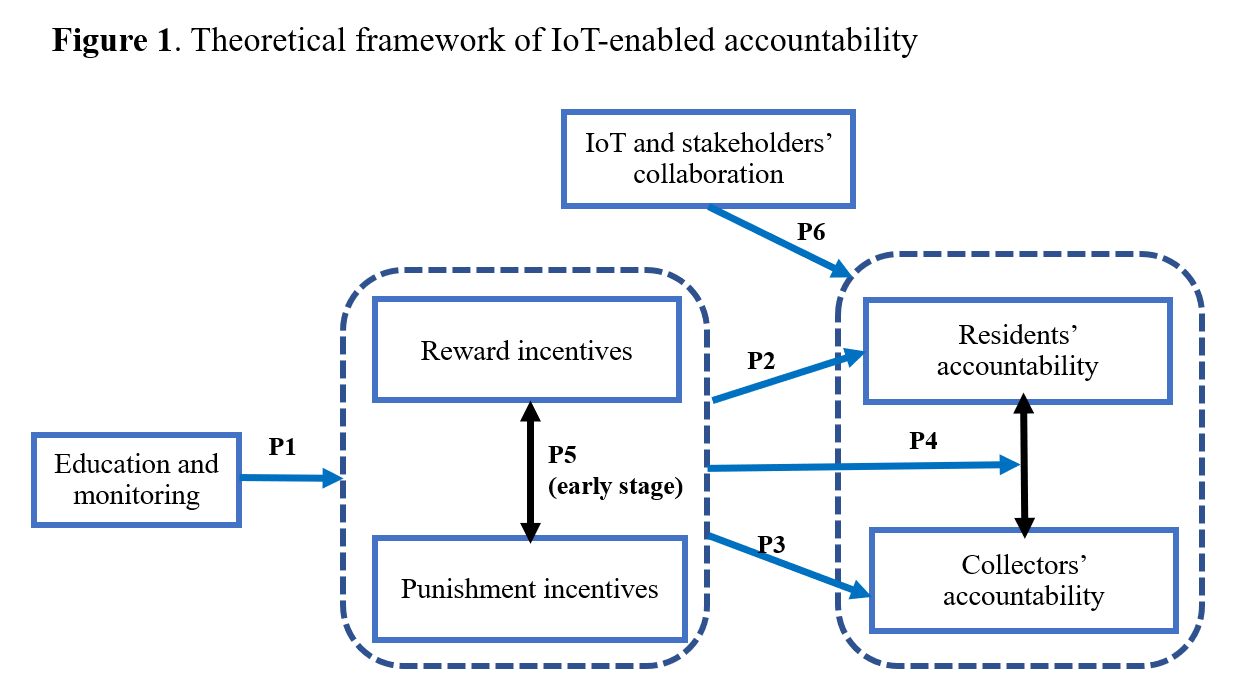 Figure 1. Theoretical framework of IoT-enabled accountability
IoT and stakeholders’
collaboration
P6
Reward incentives
Residents’
accountability
P2
P1
Education and
monitoring
P5
(early stage)
P4
P3
Punishment incentives
Collectors’
accountability